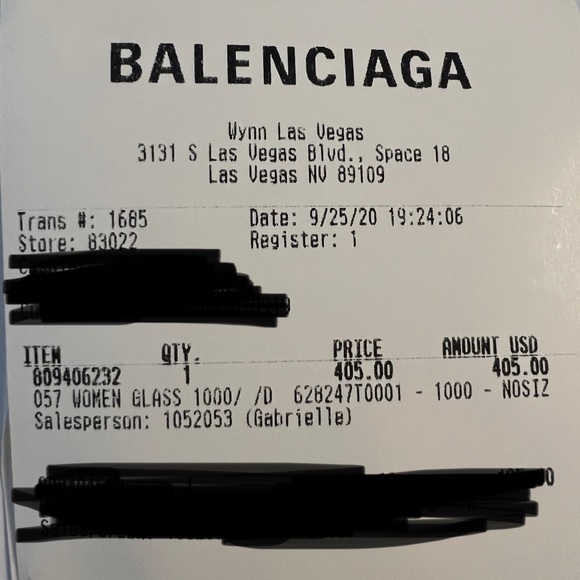 BALENCIAGA
Wynn Las Vegas
3131 S Las Vegas Blvd., Space 18
Las Vegas NV 89109
Trans #: 1685 Date: 9/25/20 19:24:06
Store: 83022 Register: 1
ITEM QTY. PRICE AMOUNT USD
809406232 1 405.00 405.00
057 WOMEN GLASS 1000/ /D 628247T0001 - 1000 - NOSIZ
Salesperson: 1052053 (Gabrielle)